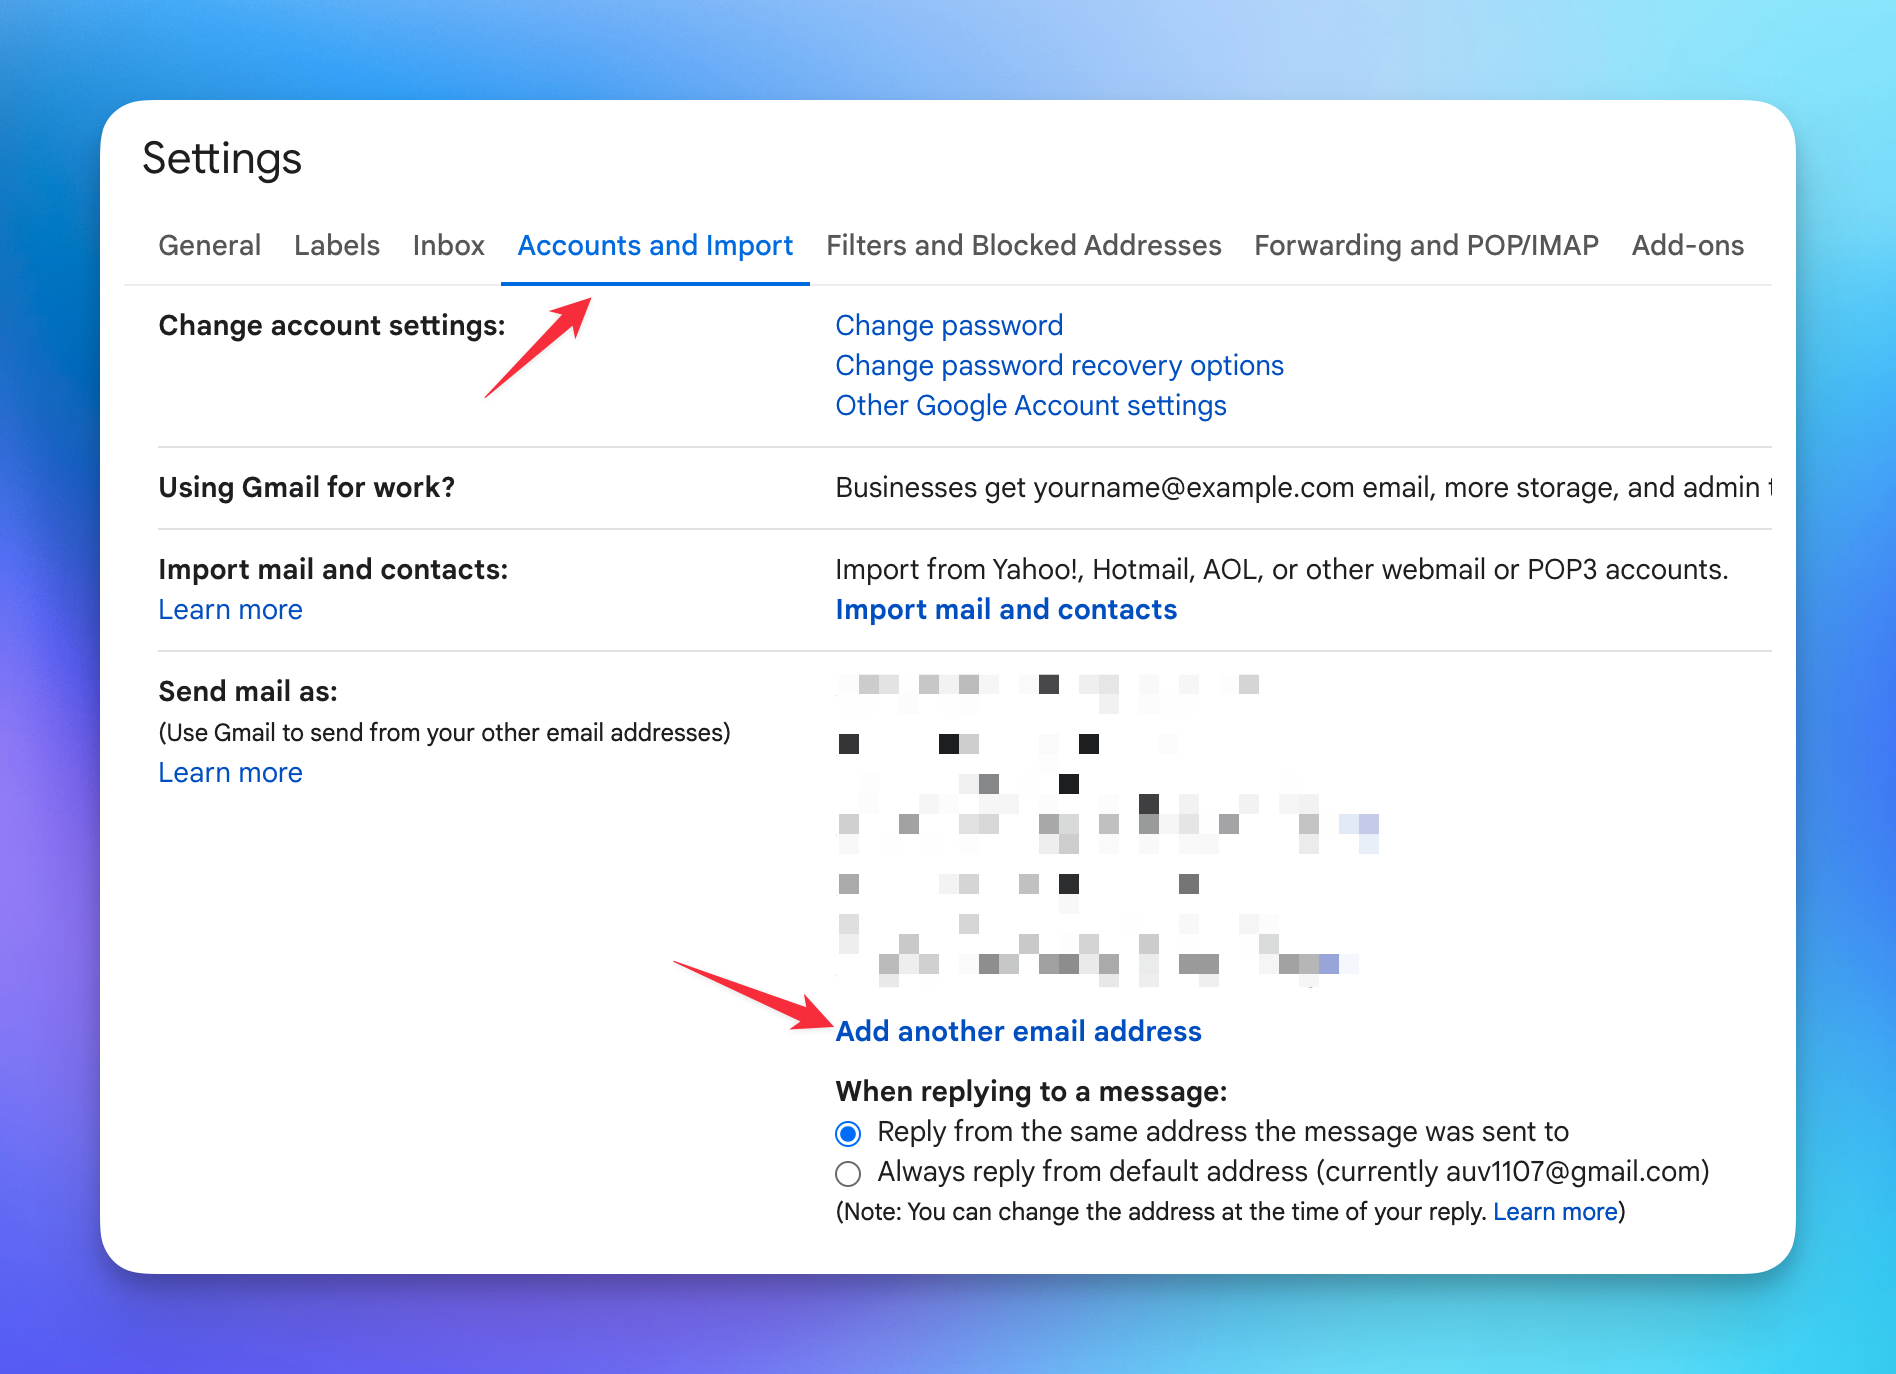 Settings
General Labels Inbox Accounts and Import Filters and Blocked Addresses Forwarding and POP/IMAP Add-ons
Change account settings:
Change password
Change password recovery options
Other Google Account settings
Using Gmail for work?
Businesses get yourname@example.com email, more storage, and admin
Import mail and contacts:
Learn more
Import from Yahoo!, Hotmail, AOL, or other webmail or POP3 accounts.
Import mail and contacts
Send mail as:
(Use Gmail to send from your other email addresses)
Learn more
Add another email address
When replying to a message:
Reply from the same address the message was sent to
Always reply from default address (currently auv1107@gmail.com)
(Note: You can change the address at the time of your reply. Learn more)